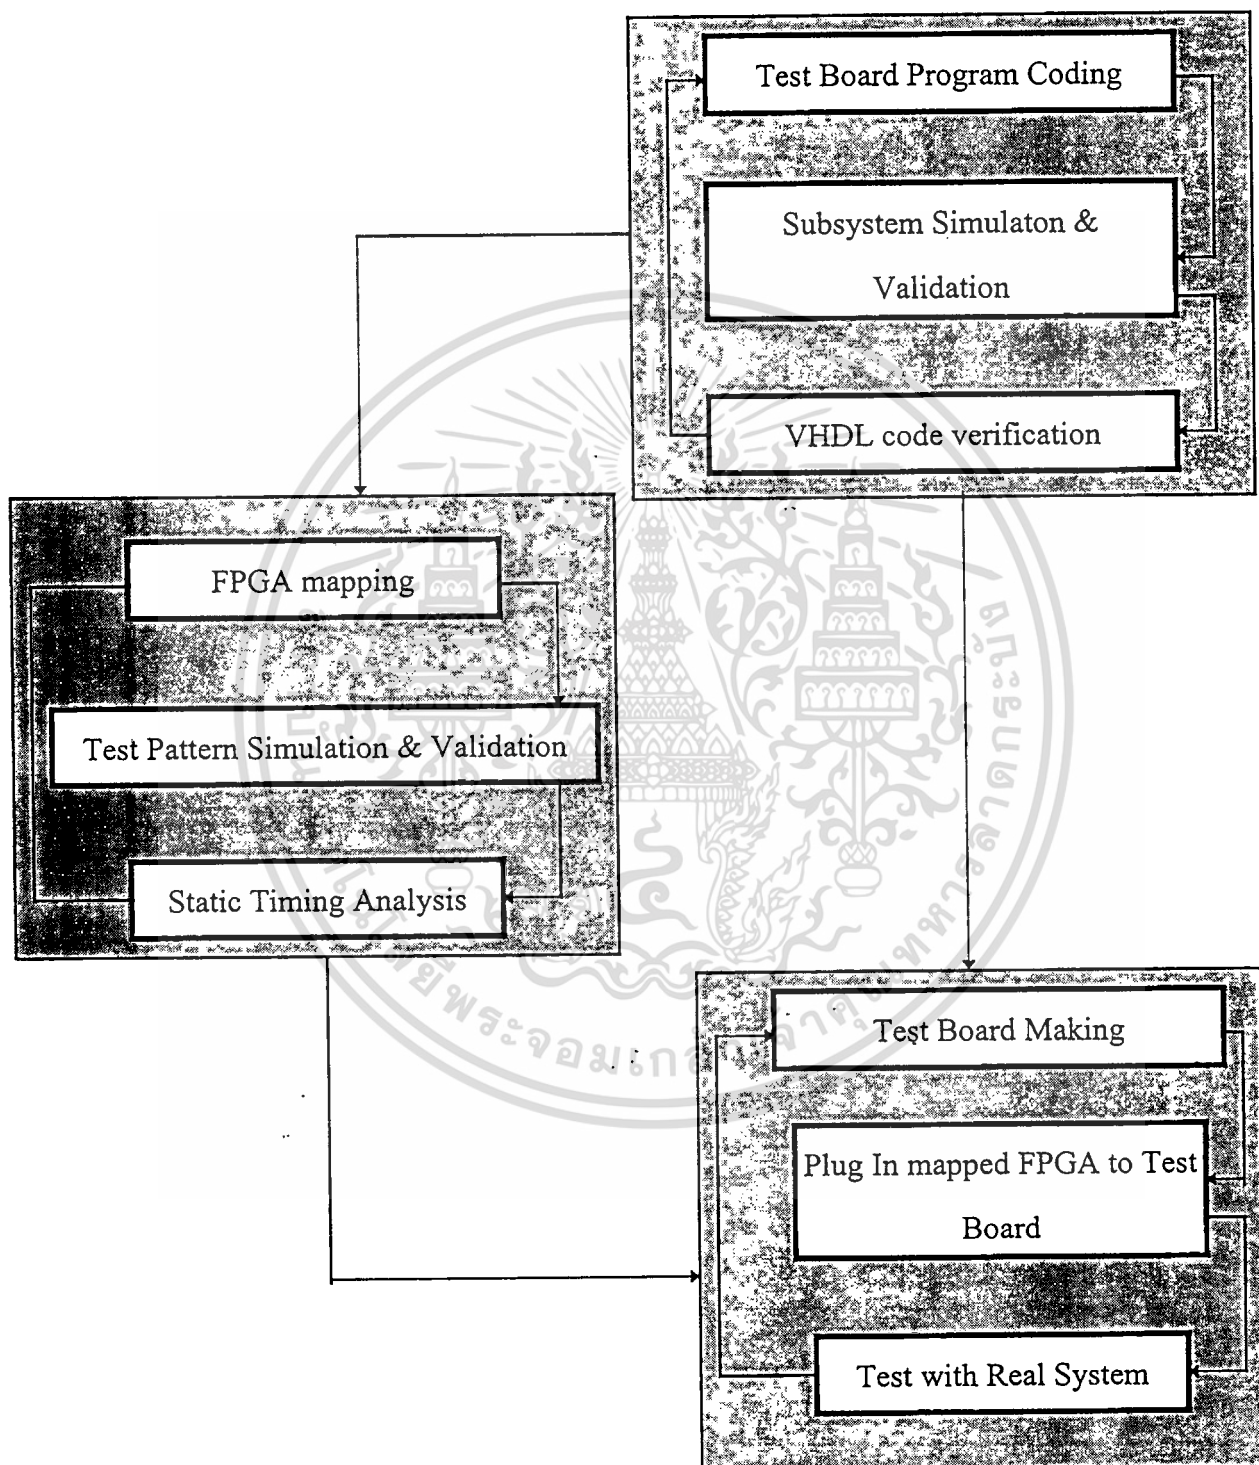 Test Board Program Coding
Subsystem Simulaton &
Validation
VHDL code verification
FPGA mapping
Test Pattern Simulation & Validation
Static Timing Analysis
Test Board Making
Plug In mapped FPGA to Test
Board
Test with Real System